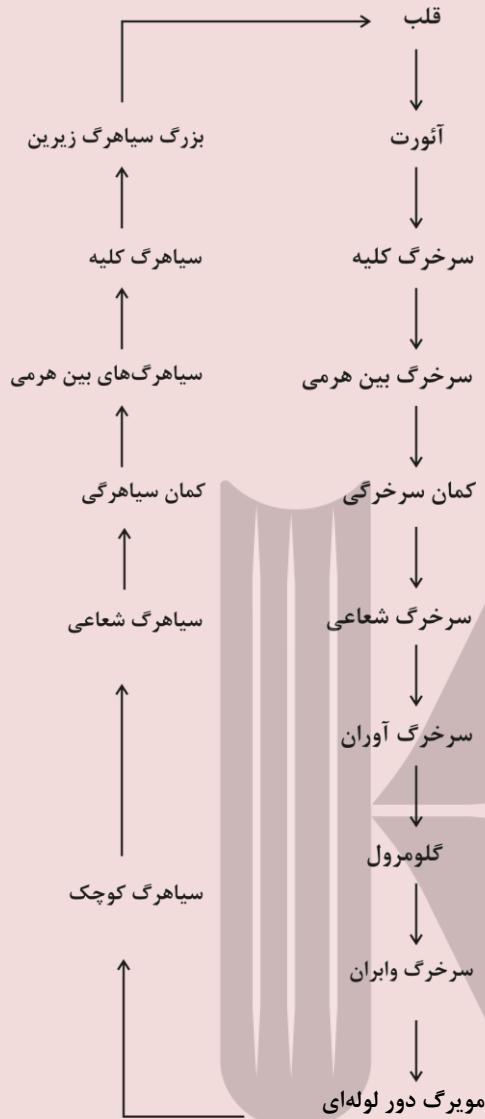 قلب
آئورت
سرخرگ کلیه
سرخرگ بین هرمی
کمان سرخرگی
سرخرگ شعاعی
سرخرگ آوران
گلومرول
سرخرگ وابران
مویرگ دور لوله‌ای
سیاهرگ کوچک
سیاهرگ شعاعی
کمان سیاهرگی
سیاهرگ‌های بین هرمی
سیاهرگ کلیه
بزرگ سیاهرگ زیرین